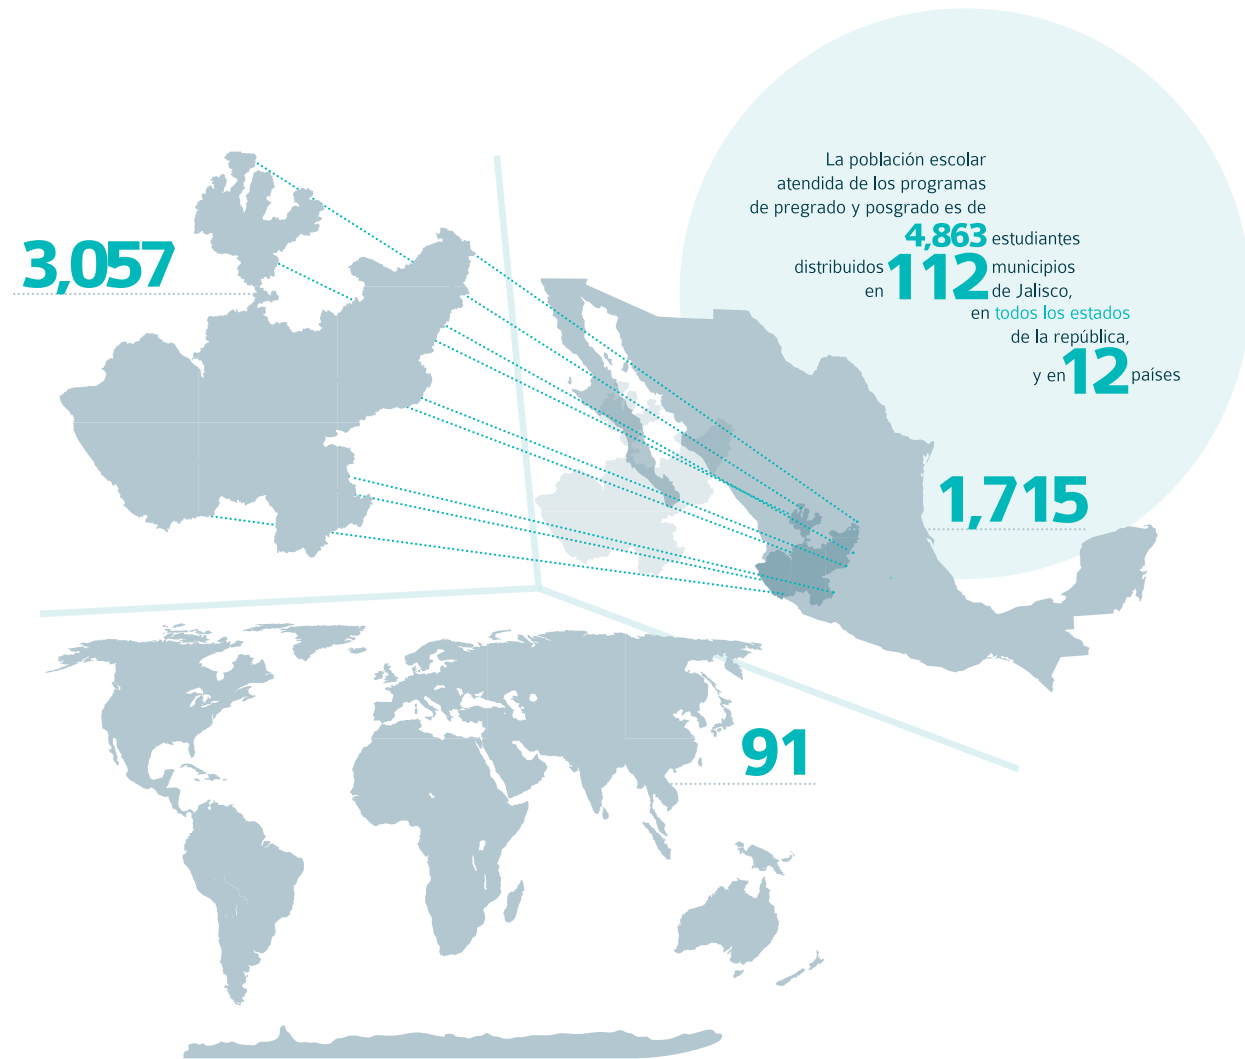 La población escolar
atendida de los programas
de pregrado y posgrado es de
4,863 estudiantes
distribuidos en 112 municipios de Jalisco,
en todos los estados
de la república,
y en 12 países
3,057
1,715
91